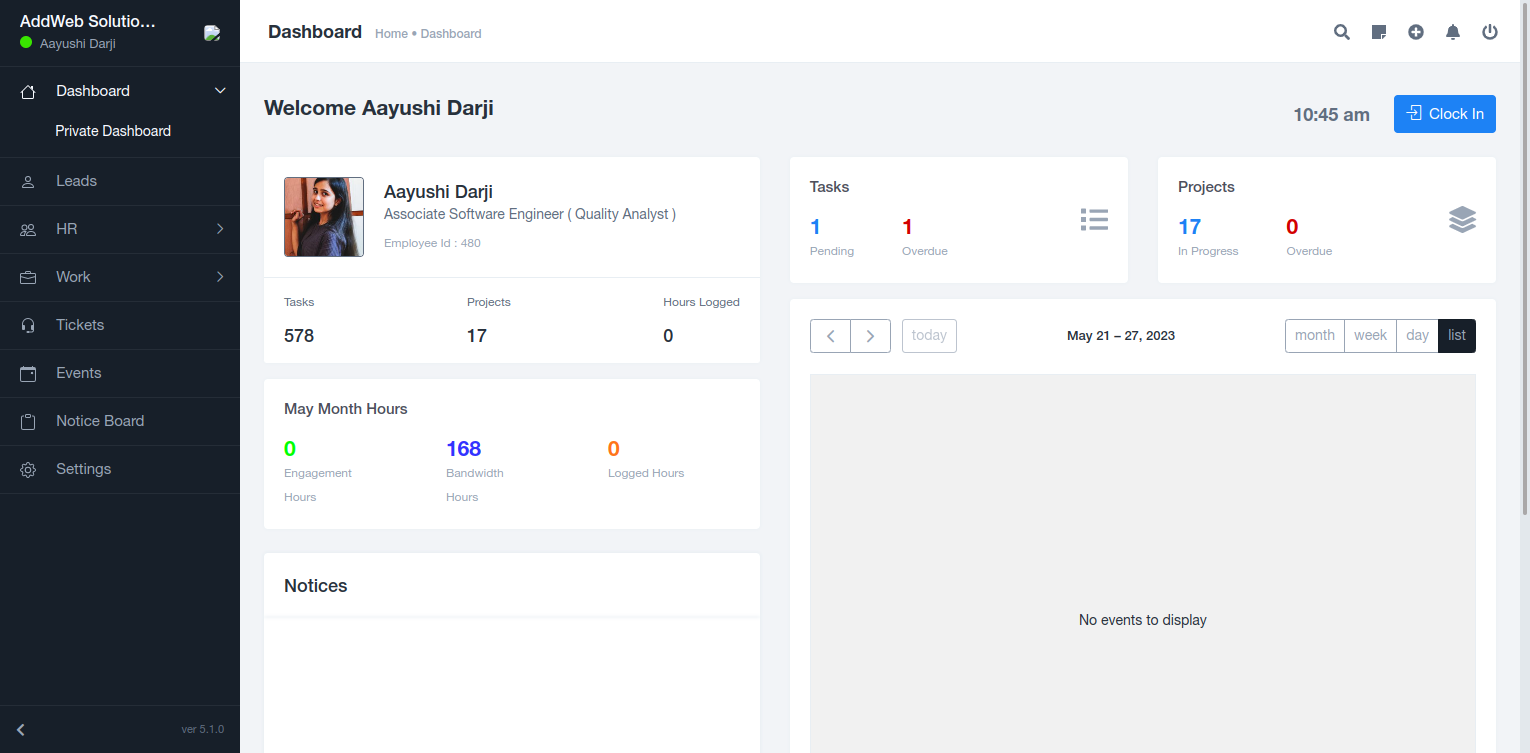 AddWeb Solutio...
Aayushi Darji
Dashboard
Private Dashboard
Leads
HR
Work
Tickets
Events
Notice Board
Settings
ver 5.1.0
Dashboard Home • Dashboard
Welcome Aayushi Darji
10:45 am Clock In
Aayushi Darji
Associate Software Engineer ( Quality Analyst )
Employee Id : 480
Tasks Projects Hours Logged
578 17 0
May Month Hours
0 168 0
Engagement Bandwidth Logged Hours
Hours Hours
Notices
Tasks
1 1
Pending Overdue
Projects
17 0
In Progress Overdue
today May 21 – 27, 2023 month week day list
No events to display